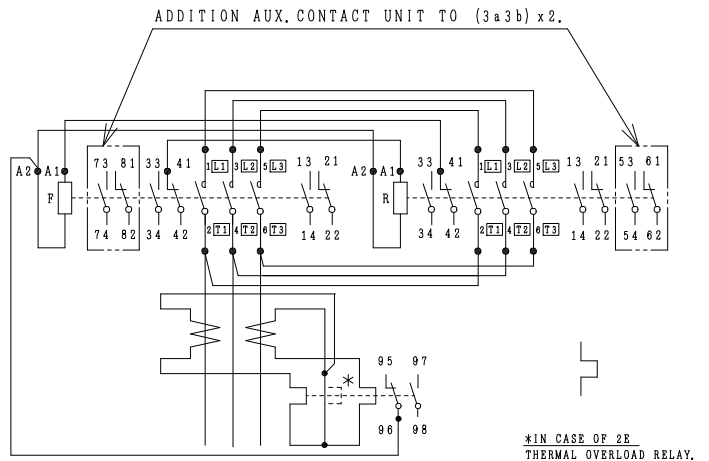 ADDITION AUX. CONTACT UNIT TO (3a3b)x2.
A2 A1 73 81 33 41 1 L1 3 L2 5 L3 13 21 A2 A1 33 41 1 L1 3 L2 5 L3 13 21 53 61
F R
74 82 34 42 2 T1 4 T2 6 T3 14 22 34 42 2 T1 4 T2 6 T3 14 22 54 62
95 97
*
96 98
*IN CASE OF 2E
THERMAL OVERLOAD RELAY.